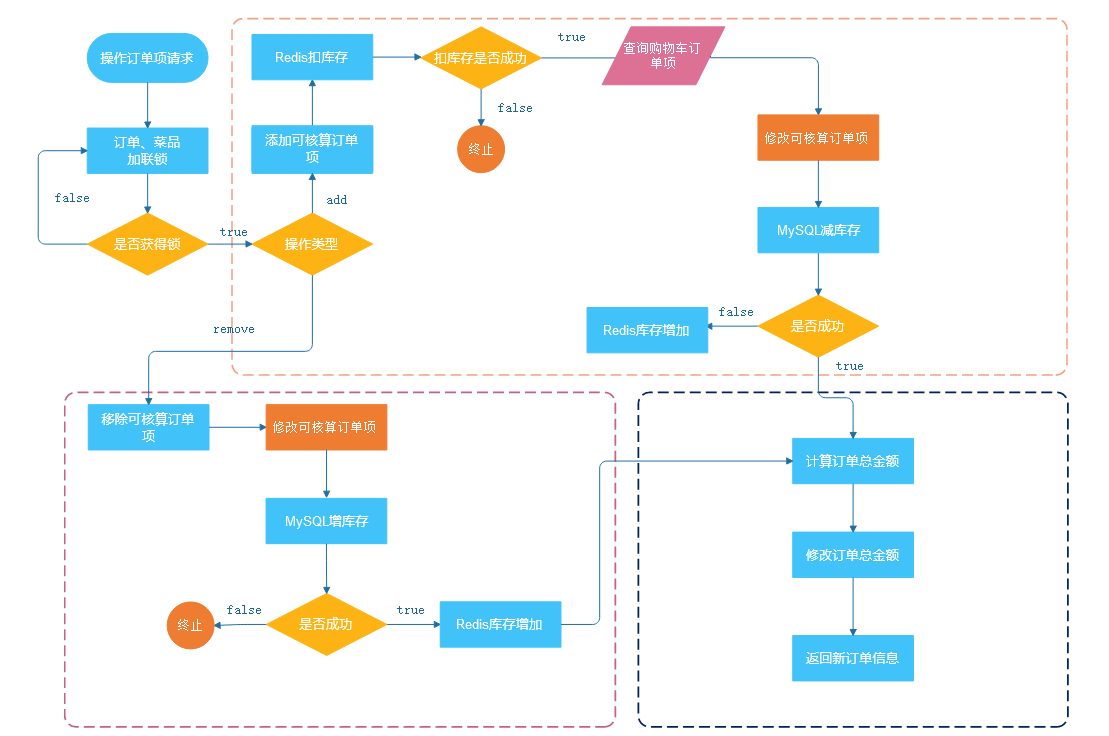 操作订单项请求
订单、菜品
加联锁
false
是否获得锁
true
操作类型
add
添加可核算订单
项
Redis扣库存
扣库存是否成功
true
false
终止
查询购物车订
单项
修改可核算订单项
MySQL减库存
是否成功
false
Redis库存增加
true
remove
移除可核算订单
项
修改可核算订单项
MySQL增库存
是否成功
false
终止
true
Redis库存增加
计算订单总金额
修改订单总金额
返回新订单信息